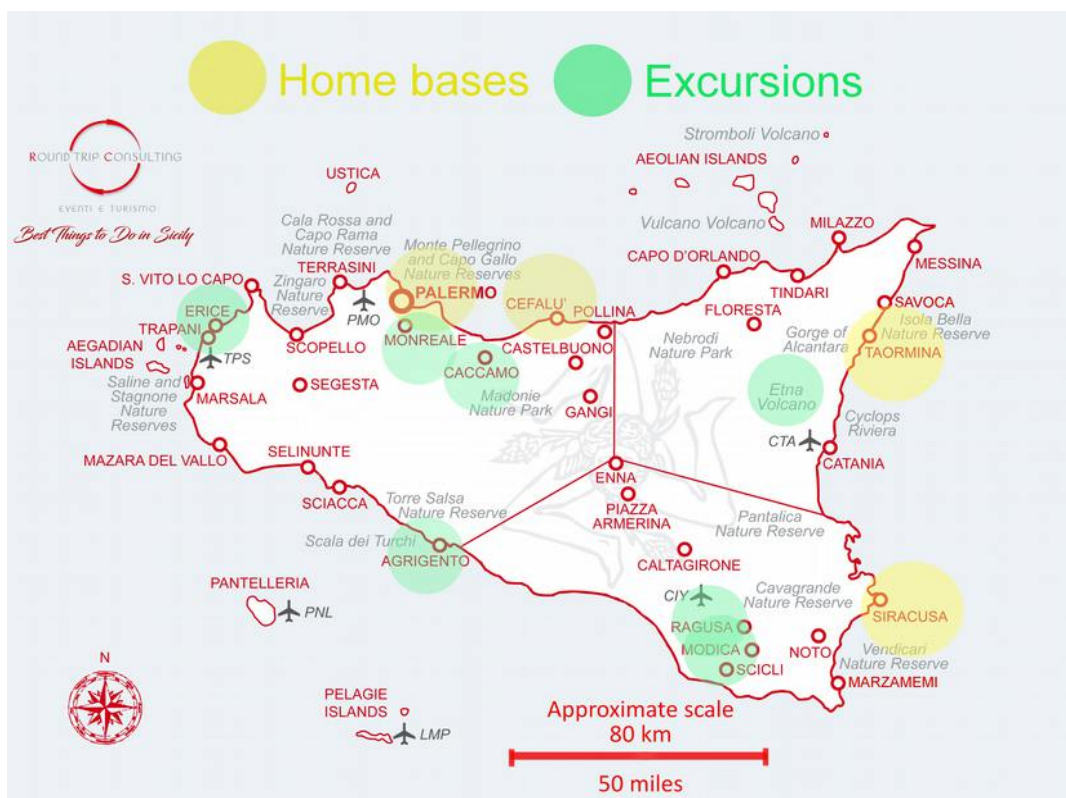 Home bases
Excursions
ROUND TRIP CONSULTING
EVENTI E TURISMO
Best Things to Do in Sicily
Stromboli Volcano
AEOLIAN ISLANDS
USTICA
Vulcano Volcano
MILAZZO
Cala Rossa and
Capo Rama
Nature Reserve
Monte Pellegrino
and Capo Gallo
Nature Reserves
CAPO D'ORLANDO
MESSINA
S. VITO LO CAPO
TERRASINI
Zingaro
Nature
Reserve
PALERMO
TINDARI
SAVOCA
ERICE
PMO
CEFALU'
POLLINA
FLORESTA
Isola Bella
Nature Reserve
TRAPANI
SCOPELLO
MONREALE
CASTELBUONO
Nebrodi
Nature Park
Gorge of
Alcantara
TAORMINA
AEGADIAN
ISLANDS
TPS
CACCAMO
Saline and
Stagnone
Nature
Reserves
MARSALA
SEGESTA
Madonie
Nature Park
GANGI
Etna
Volcano
Cyclops
Riviera
CTA
CATANIA
MAZARA DEL VALLO
SELINUNTE
ENNA
SCIACCA
Torre Salsa
Nature Reserve
PIAZZA
ARMERINA
Pantalica
Nature Reserve
Scala dei Turchi
AGRIGENTO
CALTAGIRONE
PANTELLERIA
PNL
CIY
Cavagrande
Nature Reserve
SIRACUSA
RAGUSA
MODICA
NOTO
Vendicari
Nature Reserve
SCICLI
MARZAMEMI
N
PELAGIE
ISLANDS
LMP
Approximate scale
80 km
50 miles